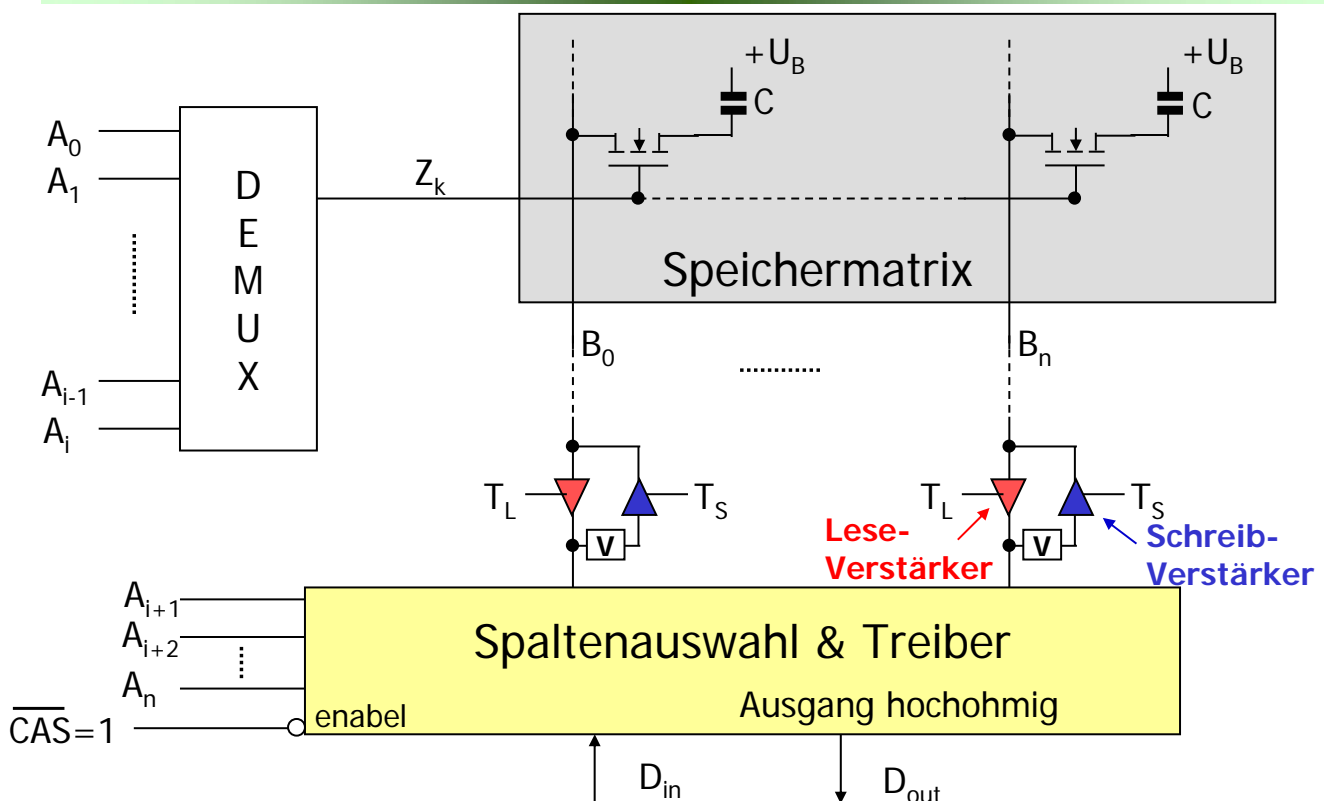 +U_B
+U_B
C
C
A_0
A_1
D
E
M
U
X
Z_k
Speichermatrix
A_{i-1}
A_i
B_0
B_n
T_L
T_S
T_L
T_S
V
V
Lese-
Verstärker
Schreib-
Verstärker
A_{i+1}
A_{i+2}
A_n
Spaltenauswahl & Treiber
C̅A̅S̅=1
enabel
Ausgang hochohmig
D_in
D_out